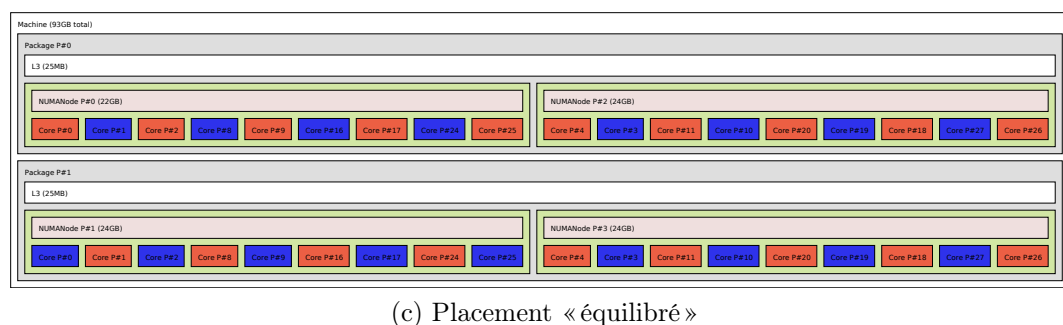 Machine (93GB total)
Package P#0
L3 (25MB)
NUMANode P#0 (22GB) NUMANode P#2 (24GB)
Core P#0 Core P#1 Core P#2 Core P#8 Core P#9 Core P#16 Core P#17 Core P#24 Core P#25 Core P#4 Core P#3 Core P#11 Core P#10 Core P#20 Core P#19 Core P#18 Core P#27 Core P#26
Package P#1
L3 (25MB)
NUMANode P#1 (24GB) NUMANode P#3 (24GB)
Core P#0 Core P#1 Core P#2 Core P#8 Core P#9 Core P#16 Core P#17 Core P#24 Core P#25 Core P#4 Core P#3 Core P#11 Core P#10 Core P#20 Core P#19 Core P#18 Core P#27 Core P#26
(c) Placement « équilibré »